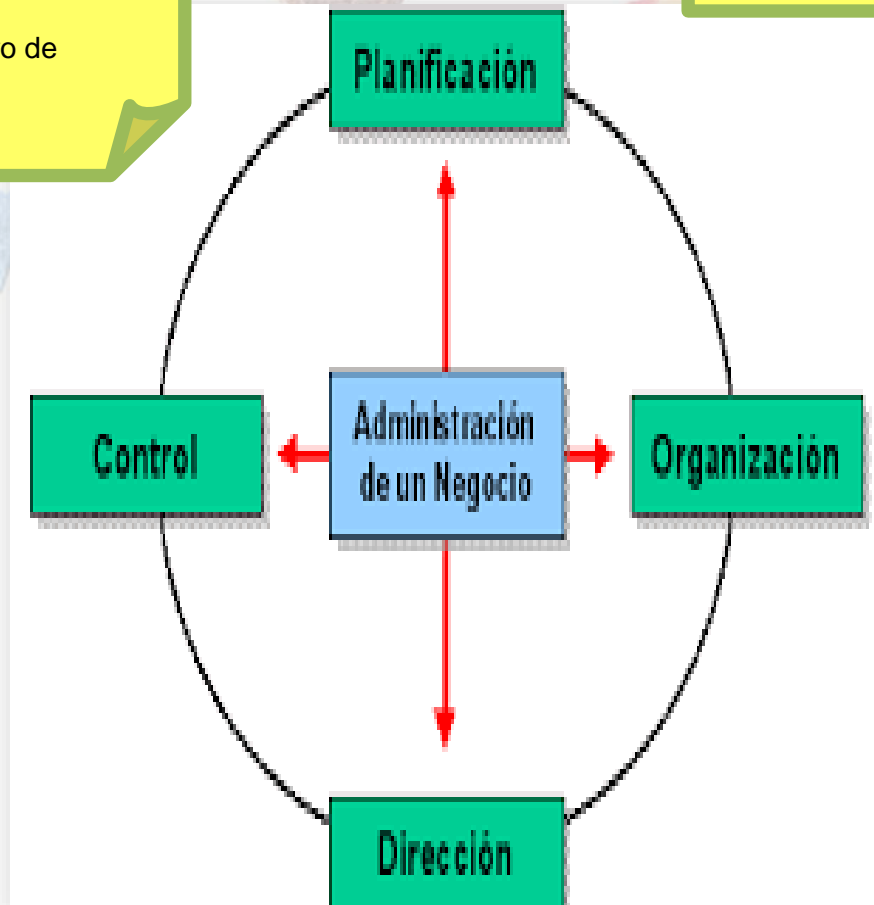 o de
Planificación
Control
Administración
de un Negocio
Organización
Dirección